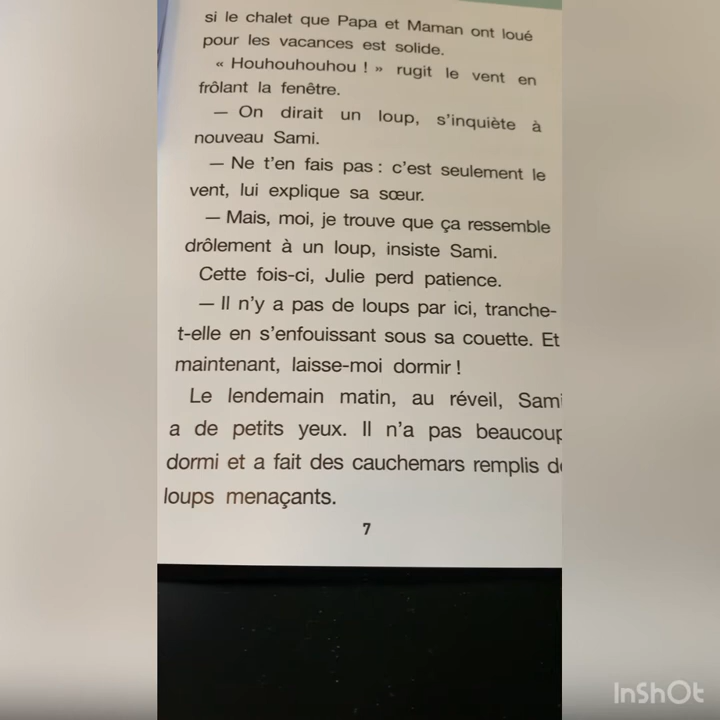 si le chalet que Papa et Maman ont loué
pour les vacances est solide.
« Houhouhouhou ! » rugit le vent en
frôlant la fenêtre.
— On dirait un loup, s'inquiète à
nouveau Sami.
— Ne t'en fais pas : c'est seulement le
vent, lui explique sa sœur.
— Mais, moi, je trouve que ça ressemble
drôlement à un loup, insiste Sami.
Cette fois-ci, Julie perd patience.
— Il n'y a pas de loups par ici, tranche-
t-elle en s'enfouissant sous sa couette. Et
maintenant, laisse-moi dormir !
Le lendemain matin, au réveil, Sami
a de petits yeux. Il n'a pas beaucoup
dormi et a fait des cauchemars remplis de
loups menaçants.
7
InShOt